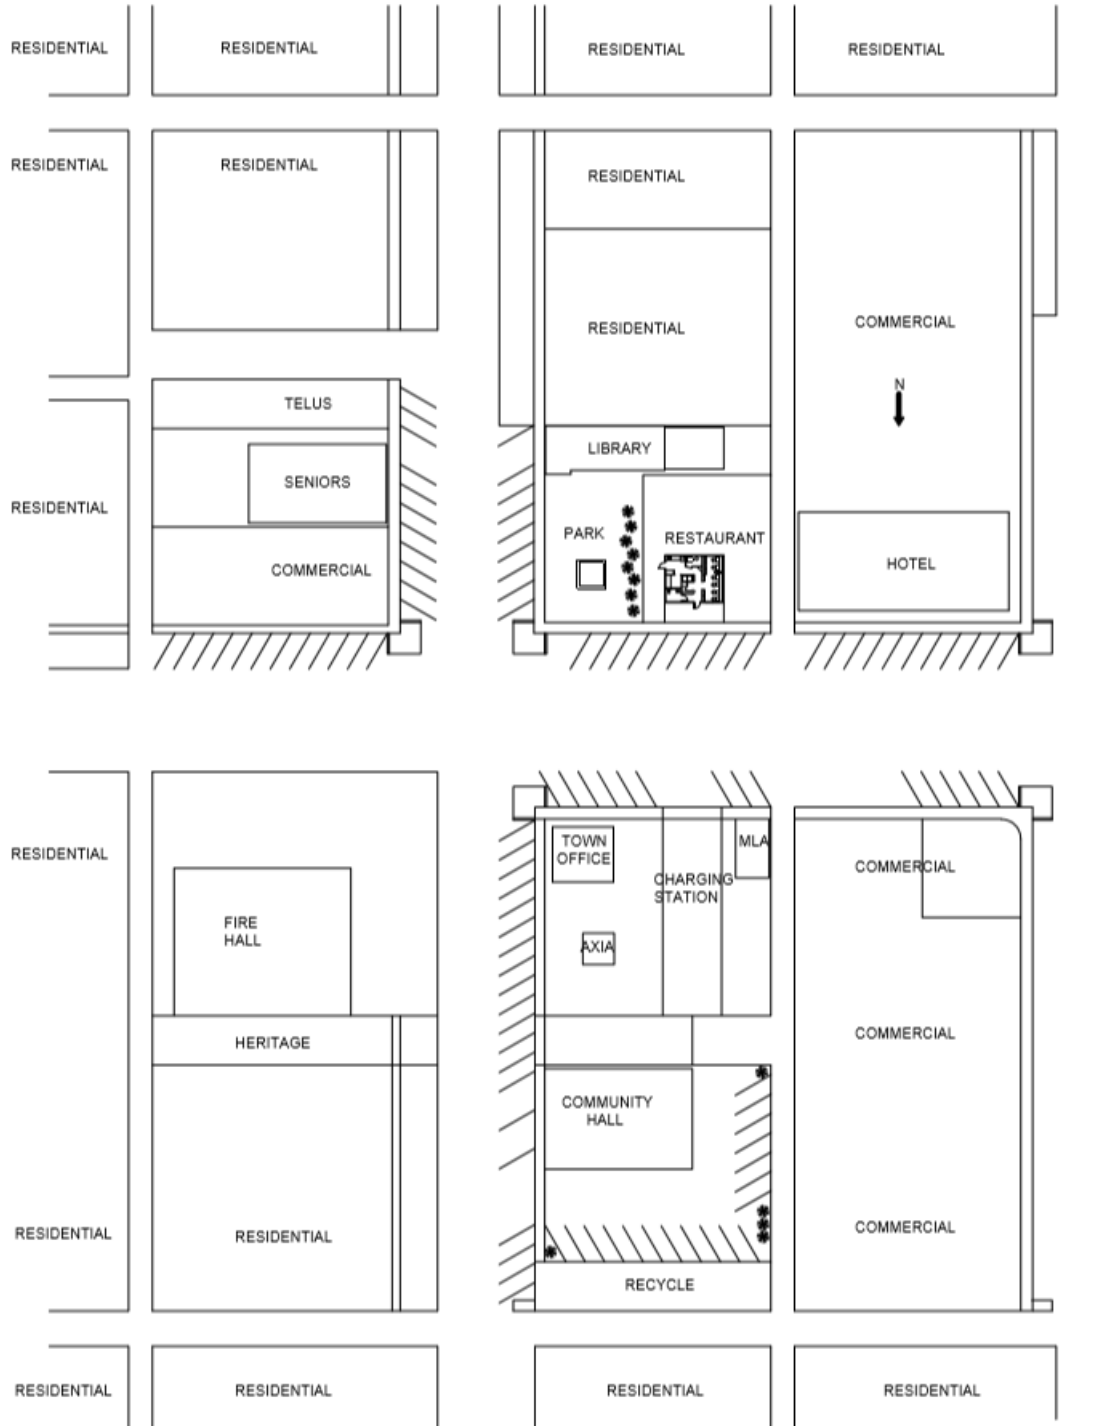 RESIDENTIAL
RESIDENTIAL
RESIDENTIAL
RESIDENTIAL
RESIDENTIAL
RESIDENTIAL
RESIDENTIAL
RESIDENTIAL
COMMERCIAL
N
TELUS
LIBRARY
SENIORS
RESIDENTIAL
PARK
RESTAURANT
COMMERCIAL
HOTEL
RESIDENTIAL
TOWN
OFFICE
MLA
CHARGING
STATION
COMMERCIAL
FIRE
HALL
AXIA
HERITAGE
COMMERCIAL
COMMUNITY
HALL
RESIDENTIAL
RESIDENTIAL
COMMERCIAL
RECYCLE
RESIDENTIAL
RESIDENTIAL
RESIDENTIAL
RESIDENTIAL